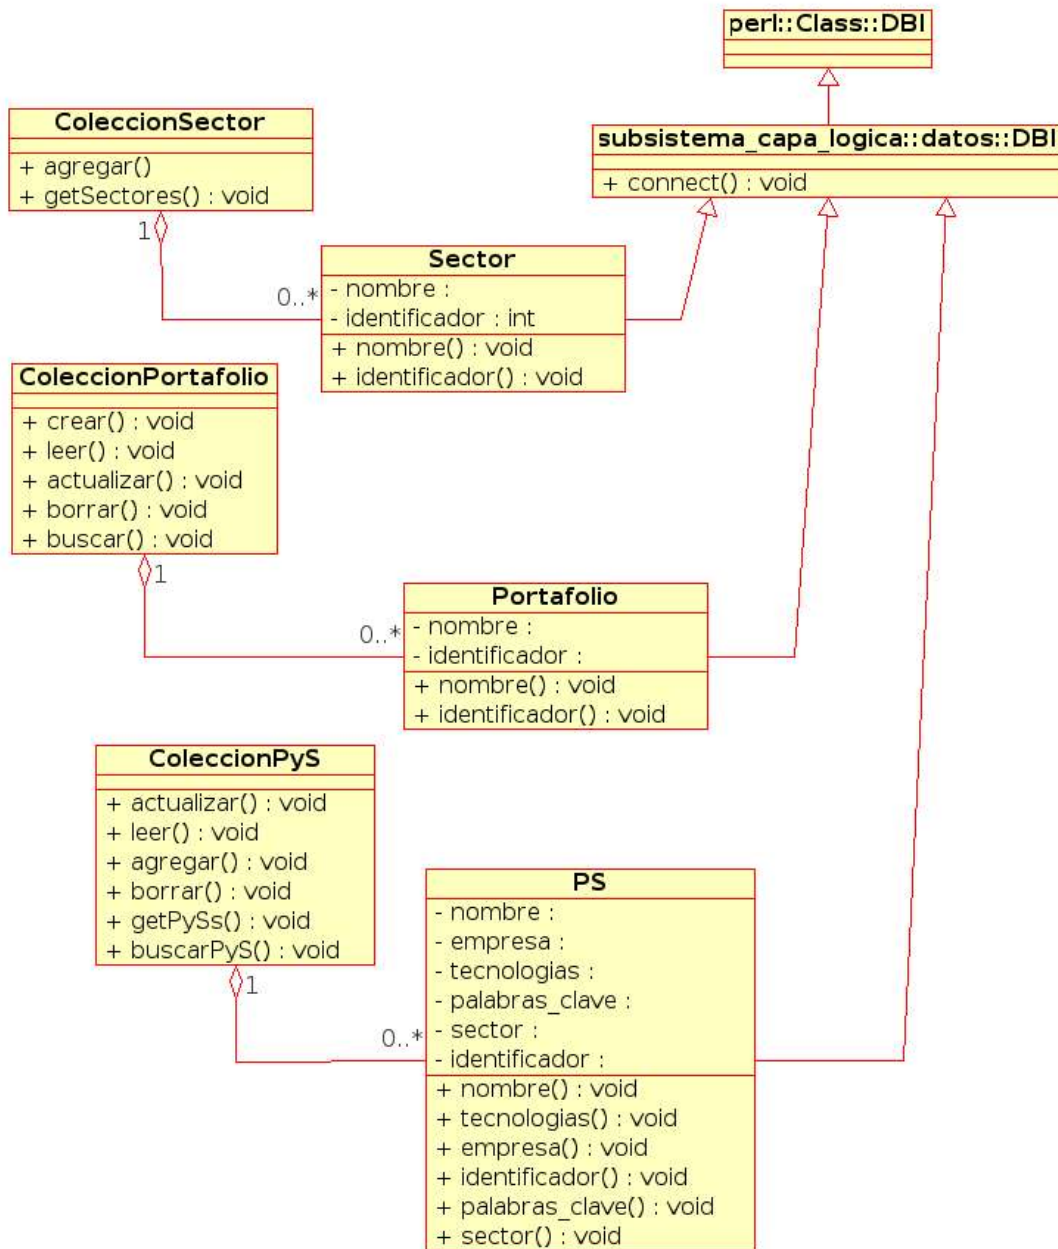 perl::Class::DBI
subsistema_capa_logica::datos::DBI
+ connect() : void
ColeccionSector
+ agregar()
+ getSectores() : void
1
0..*
Sector
- nombre :
- identificador : int
+ nombre() : void
+ identificador() : void
ColeccionPortafolio
+ crear() : void
+ leer() : void
+ actualizar() : void
+ borrar() : void
+ buscar() : void
1
0..*
Portafolio
- nombre :
- identificador :
+ nombre() : void
+ identificador() : void
ColeccionPyS
+ actualizar() : void
+ leer() : void
+ agregar() : void
+ borrar() : void
+ getPySs() : void
+ buscarPyS() : void
1
0..*
PS
- nombre :
- empresa :
- tecnologias :
- palabras_clave :
- sector :
- identificador :
+ nombre() : void
+ tecnologias() : void
+ empresa() : void
+ identificador() : void
+ palabras_clave() : void
+ sector() : void